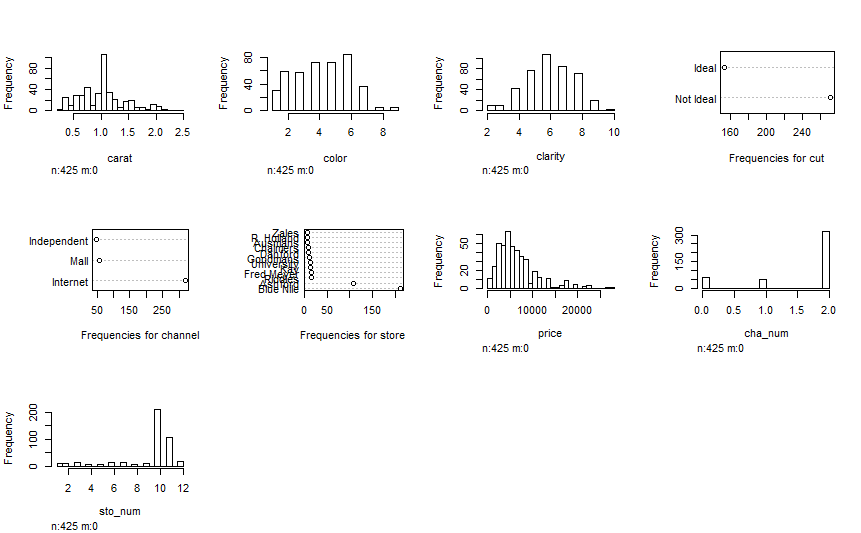 Frequency
0 40 80
0.5 1.0 1.5 2.0 2.5
carat
n:425 m:0
Frequency
0 40 80
2 4 6 8
color
n:425 m:0
Frequency
0 40 80
2 4 6 8 10
clarity
n:425 m:0
Ideal
Not Ideal
160 200 240
Frequencies for cut
Independent
Mall
Internet
50 150 250
Frequencies for channel
Zales
R. Holland
Ausmans
Chalmers
Danford
Goodmans
University
Kay
Fred Meyer
Riddles
Ashford
Blue Nile
0 50 150
Frequencies for store
Frequency
0 20 50
0 10000 20000
price
n:425 m:0
Frequency
0 150 300
0.0 0.5 1.0 1.5 2.0
cha_num
n:425 m:0
Frequency
0 100 200
2 4 6 8 10 12
sto_num
n:425 m:0